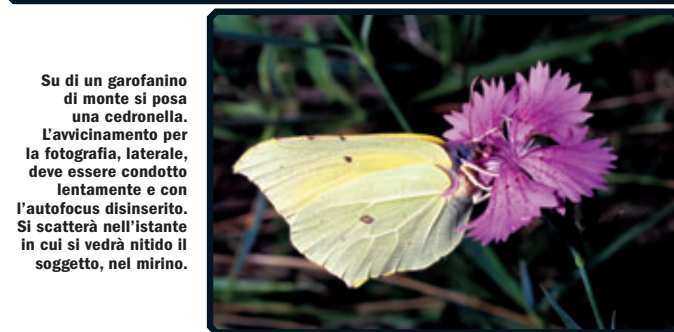 Su di un garofanino
di monte si posa
una cedronella.
L'avvicinamento per
la fotografia, laterale,
deve essere condotto
lentamente e con
l'autofocus disinserito.
Si scatterà nell'istante
in cui si vedrà nitido il
soggetto, nel mirino.